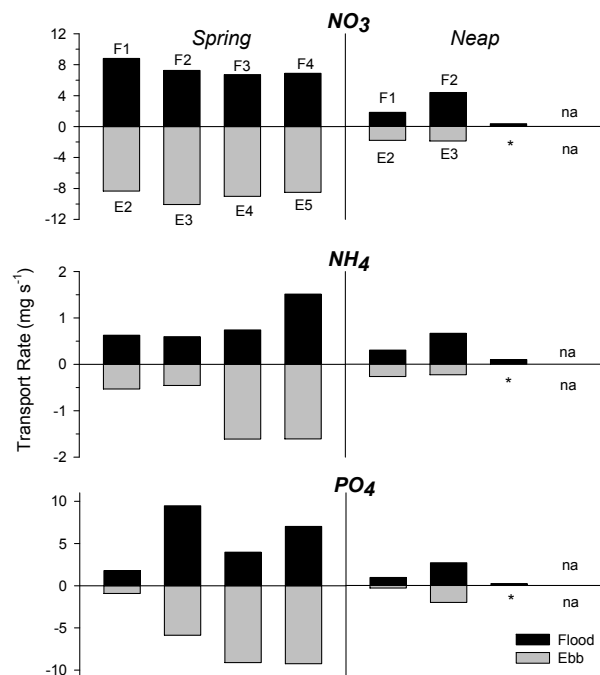 NO3
Spring
Neap
12
8
4
0
-4
-8
-12
F1
F2
F3
F4
F1
F2
na
E2
E3
E4
E5
E2
E3
*
na
NH4
2
1
0
-1
-2
na
*
na
Transport Rate (mg s-1)
PO4
10
5
0
-5
-10
na
*
na
Flood
Ebb